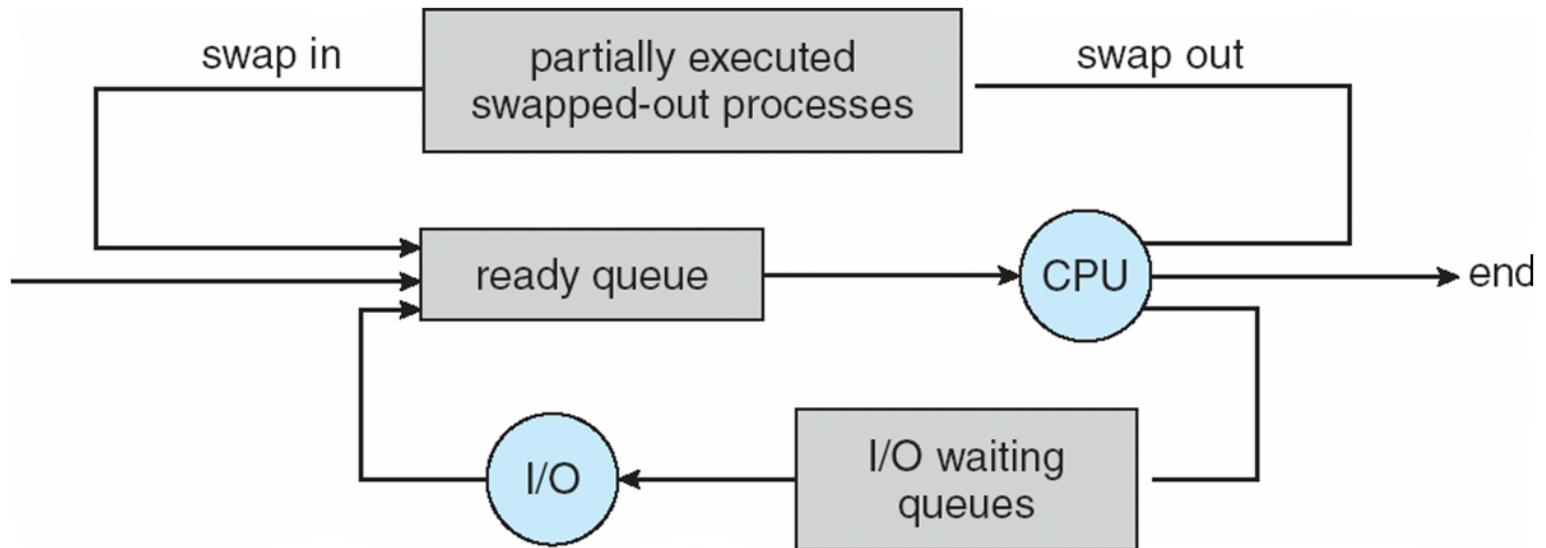 swap in
partially executed
swapped-out processes
swap out
ready queue
CPU
end
I/O
I/O waiting
queues